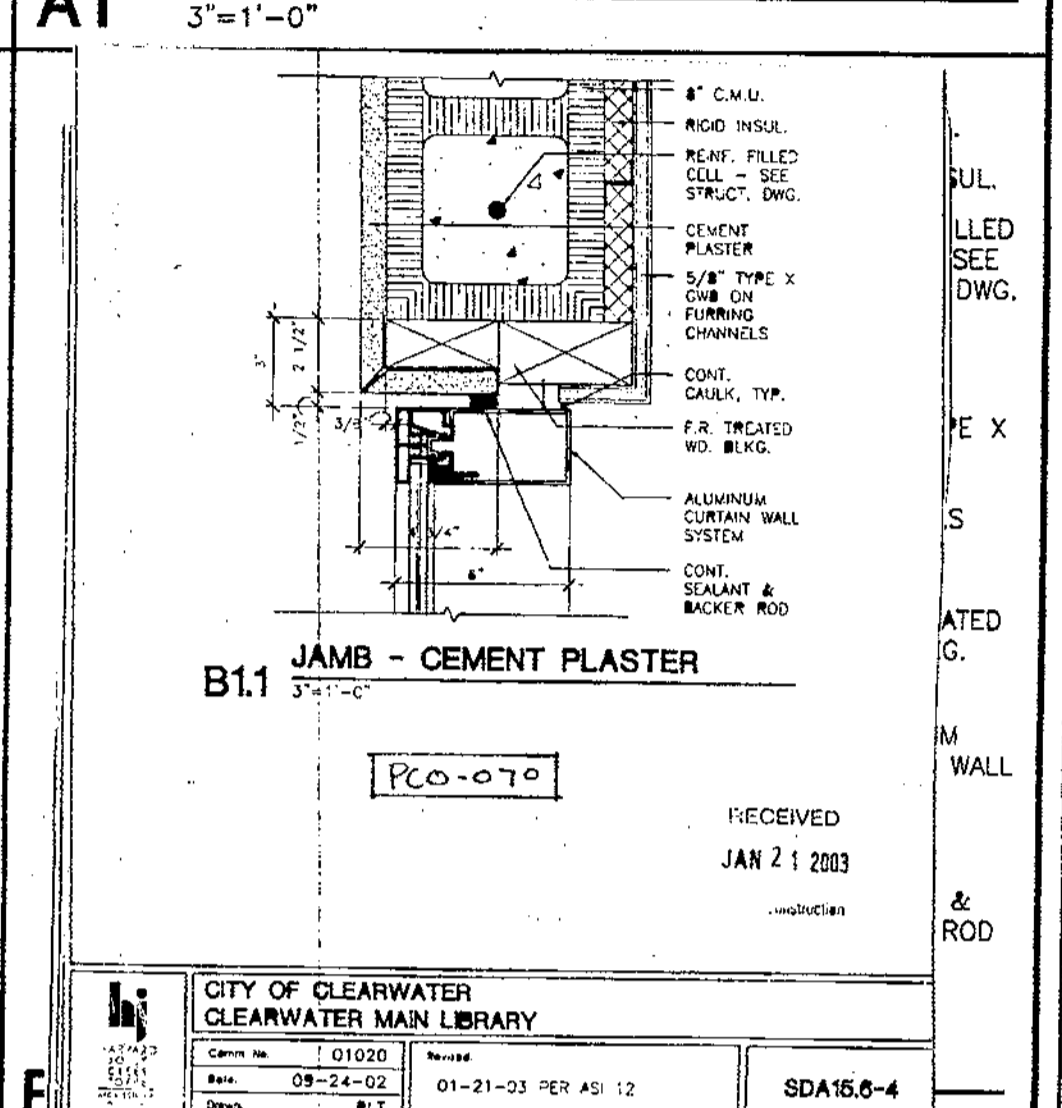 A1
3"=1'-0"
8" C.M.U.
RIGID INSUL.
REINF. FILLED
CELL - SEE
STRUCT. DWG.
CEMENT
PLASTER
5/8" TYPE X
GWB ON
FURRING
CHANNELS
CONT.
CAULK, TYP.
F.R. TREATED
WD. BLKG.
ALUMINUM
CURTAIN WALL
SYSTEM
CONT.
SEALANT &
BACKER ROD
3"
2 1/2"
1/2"
3/8"
6"
B1.1 JAMB - CEMENT PLASTER
3"=1'-0"
PCO-070
RECEIVED
JAN 21 2003
SUL.
LLED
SEE
DWG.
E X
S
ATED
G.
M
WALL
&
ROD
CITY OF CLEARWATER
CLEARWATER MAIN LIBRARY
Comm No. 01020
Date. 09-24-02
Drawn. RLT
Revised.
01-21-03 PER ASI 12
SDA15.6-4